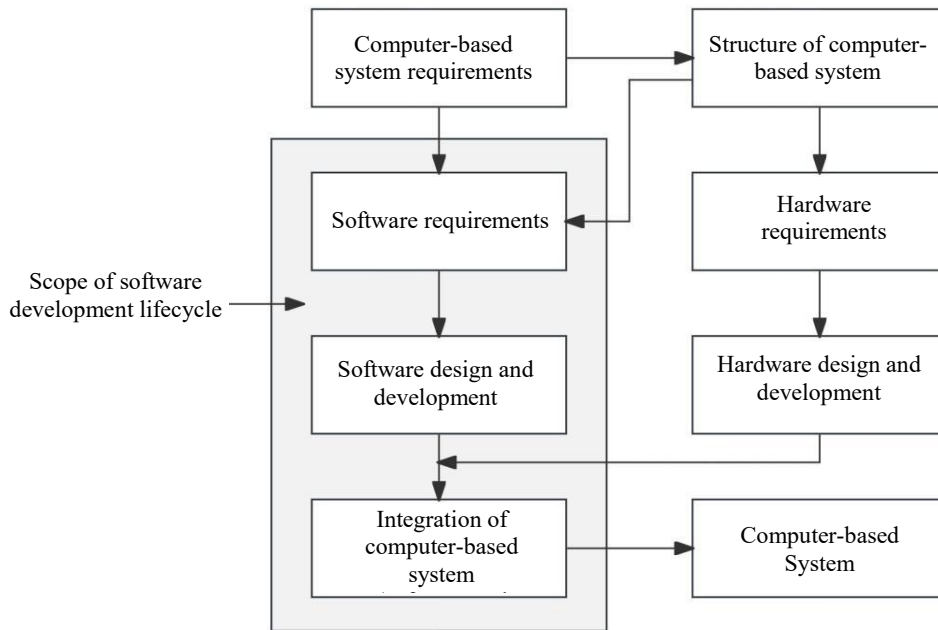 Computer-based
system requirements
Structure of computer-
based system
Software requirements
Hardware
requirements
Scope of software
development lifecycle
Software design and
development
Hardware design and
development
Integration of
computer-based
system
Computer-based
System